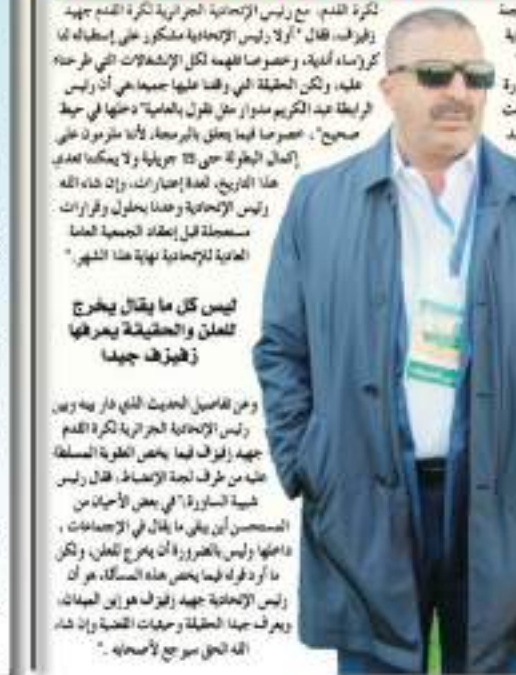 لكرة القدم، مع رئيس الإتحادية الجزائرية لكرة القدم جهيد
زفيزف، فقال "أولا رئيس الإتحادية مشكور على إستقباله لنا
كرؤساء أندية، وخصوصا تفهمه لكل الإنشغالات التي طرحناه
عليه، ولكن الحقيقة التي وقفنا عليها جميعا،هي أن رئيس
الرابطة عبد الكريم مدوار مثل نقول بالعامية" دخلها في حيط
صحيح"، خصوصا فيما يتعلق بالبرمجة، لأننا ملزمون على
إكمال البطولة حتى 15 جويلية ولا يمكننا تعدي
هذا التاريخ، لعدة إعتبارات، وإن شاء الله
رئيس الإتحادية وعدنا بحلول وقرارات
مستعجلة قبل إنعقاد الجمعية العامة
العادية للإتحادية نهاية هذا الشهر."
ليس كل ما يقال يخرج
للعلن والحقيقة يعرفها
زفيزف جيدا
وعن تفاصيل الحديث الذي دار بينه وبين
رئيس الإتحادية الجزائرية لكرة القدم
جهيد زفيزف فيما يخص العقوبة المسلطة
عليه من طرف لجنة الإنضباط، فقال رئيس
شبيبة الساورة:" في بعض الأحيان من
المستحسن أين يبقى ما يقال في الإجتماعات ،
داخلها وليس بالضرورة أن يخرج للعلن، ولكن
ما أرد قوله فيما يخص هذه المسألة، هو أن
رئيس الإتحادية جهيد زفيزف هو إبن الميدان،
ويعرف جيدا الحقيقة وحيثيات القضية وإن شاء
الله الحق سيرجع لأصحابه ."